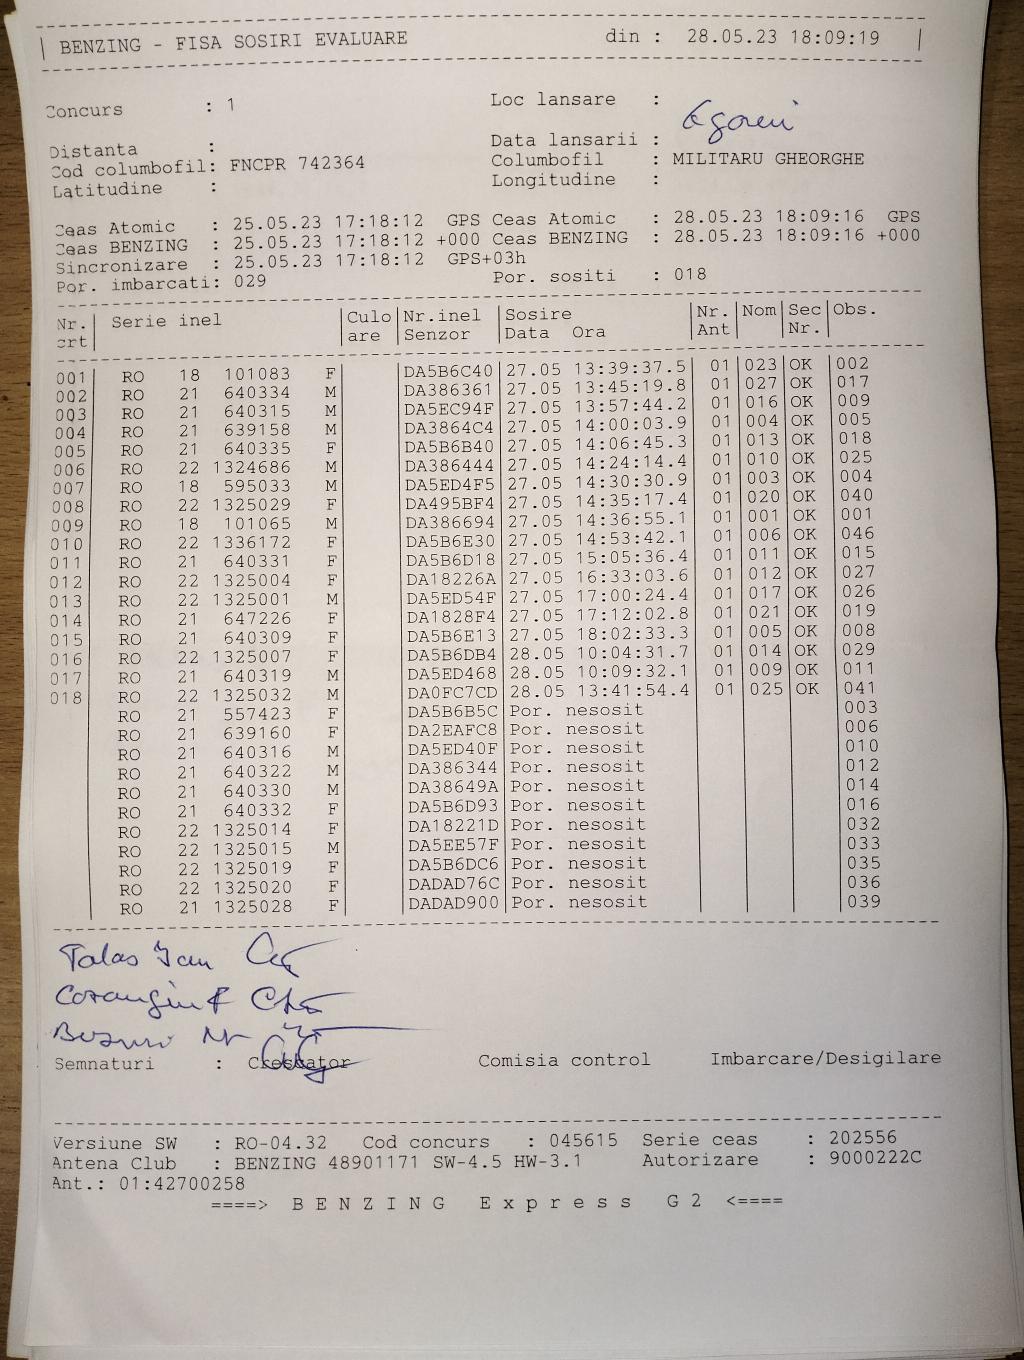 BENZING - FISA SOSIRI EVALUARE din : 28.05.23 18:09:19
Concurs : 1 Loc lansare :
Distanta : Data lansarii :
Cod columbofil: FNCPR 742364 Columbofil : MILITARU GHEORGHE
Latitudine : Longitudine :
Ceas Atomic : 25.05.23 17:18:12 GPS Ceas Atomic : 28.05.23 18:09:16 GPS
Ceas BENZING : 25.05.23 17:18:12 +000 Ceas BENZING : 28.05.23 18:09:16 +000
Sincronizare : 25.05.23 17:18:12 GPS+03h
Por. imbarcati: 029 Por. sositi : 018
Nr. Serie inel Culo Nr.inel Sosire Nr. Nom Sec Obs.
crt are Senzor Data Ora Ant Nr.
001 RO 18 101083 F DA5B6C40 27.05 13:39:37.5 01 023 OK 002
002 RO 21 640334 M DA386361 27.05 13:45:19.8 01 027 OK 017
003 RO 21 640315 M DA5EC94F 27.05 13:57:44.2 01 016 OK 009
004 RO 21 639158 M DA3864C4 27.05 14:00:03.9 01 004 OK 005
005 RO 21 640335 F DA5B6B40 27.05 14:06:45.3 01 013 OK 018
006 RO 22 1324686 M DA386444 27.05 14:24:14.4 01 010 OK 025
007 RO 18 595033 M DA5ED4F5 27.05 14:30:30.9 01 003 OK 004
008 RO 22 1325029 F DA495BF4 27.05 14:35:17.4 01 020 OK 040
009 RO 18 101065 M DA386694 27.05 14:36:55.1 01 001 OK 001
010 RO 22 1336172 F DA5B6E30 27.05 14:53:42.1 01 006 OK 046
011 RO 21 640331 F DA5B6D18 27.05 15:05:36.4 01 011 OK 015
012 RO 22 1325004 F DA18226A 27.05 16:33:03.6 01 012 OK 027
013 RO 22 1325001 M DA5ED54F 27.05 17:00:24.4 01 017 OK 026
014 RO 21 647226 F DA1828F4 27.05 17:12:02.8 01 021 OK 019
015 RO 21 640309 F DA5B6E13 27.05 18:02:33.3 01 005 OK 008
016 RO 22 1325007 F DA5B6DB4 28.05 10:04:31.7 01 014 OK 029
017 RO 21 640319 M DA5ED468 28.05 10:09:32.1 01 009 OK 011
018 RO 22 1325032 M DA0FC7CD 28.05 13:41:54.4 01 025 OK 041
RO 21 557423 F DA5B6B5C Por. nesosit 003
RO 21 639160 F DA2EAFC8 Por. nesosit 006
RO 21 640316 M DA5ED40F Por. nesosit 010
RO 21 640322 M DA386344 Por. nesosit 012
RO 21 640330 M DA38649A Por. nesosit 014
RO 21 640332 F DA5B6D93 Por. nesosit 016
RO 22 1325014 F DA18221D Por. nesosit 032
RO 22 1325015 M DA5EE57F Por. nesosit 033
RO 22 1325019 F DA5B6DC6 Por. nesosit 035
RO 22 1325020 F DADAD76C Por. nesosit 036
RO 21 1325028 F DADAD900 Por. nesosit 039
Semnaturi : Crescator Comisia control Imbarcare/Desigilare
Versiune SW : RO-04.32 Cod concurs : 045615 Serie ceas : 202556
Antena Club : BENZING 48901171 SW-4.5 HW-3.1 Autorizare : 9000222C
Ant.: 01:42700258
====> B E N Z I N G E x p r e s s G 2 <====